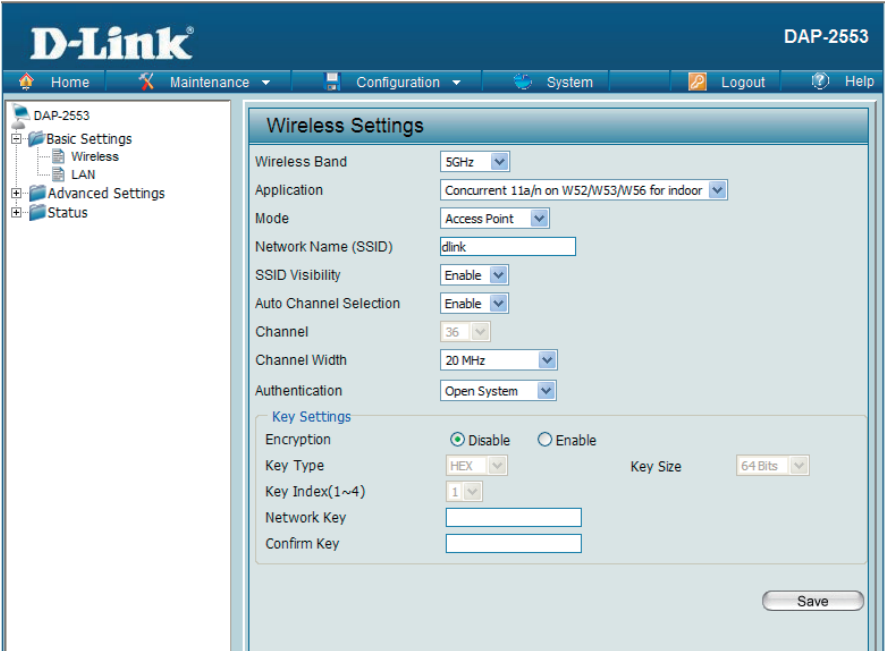 D-Link®
DAP-2553
Home Maintenance Configuration System Logout Help
DAP-2553
Basic Settings
Wireless
LAN
Advanced Settings
Status
Wireless Settings
Wireless Band 5GHz
Application Concurrent 11a/n on W52/W53/W56 for indoor
Mode Access Point
Network Name (SSID) dlink
SSID Visibility Enable
Auto Channel Selection Enable
Channel 36
Channel Width 20 MHz
Authentication Open System
Key Settings
Encryption Disable Enable
Key Type HEX Key Size 64 Bits
Key Index(1~4) 1
Network Key
Confirm Key
Save